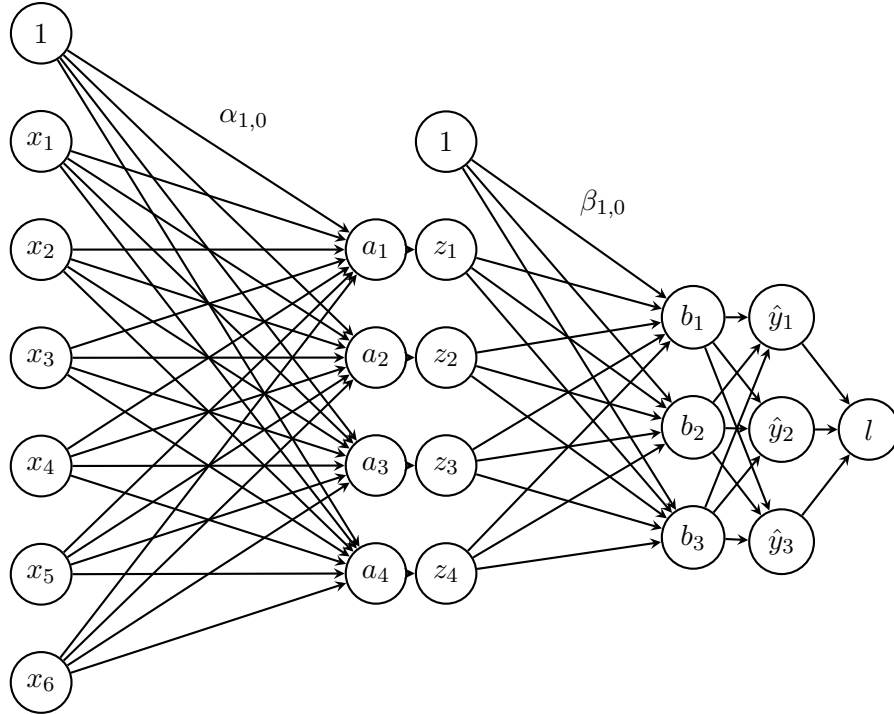 1
x₁
x₂
x₃
x₄
x₅
x₆
α₁,₀
a₁
a₂
a₃
a₄
1
z₁
z₂
z₃
z₄
β₁,₀
b₁
b₂
b₃
ŷ₁
ŷ₂
ŷ₃
l